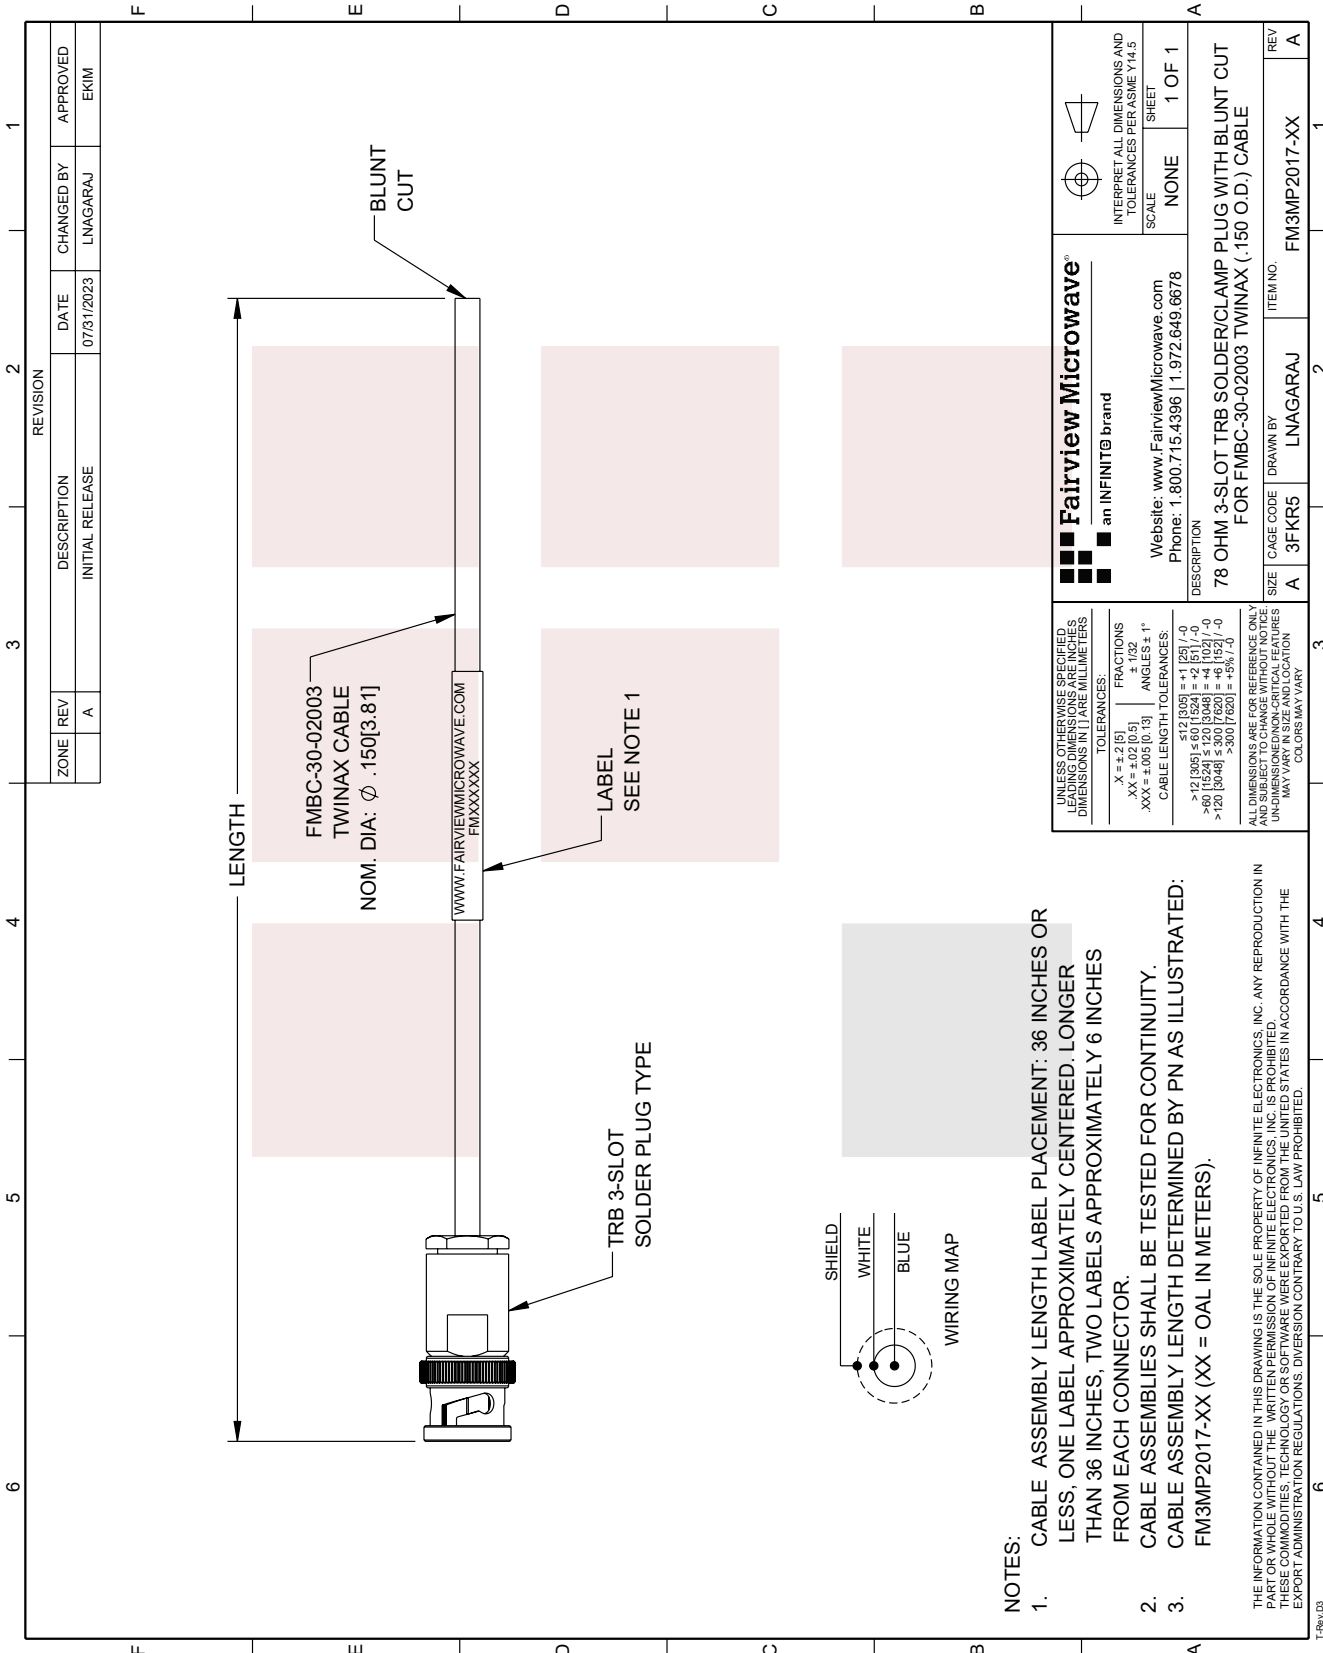 REVISION
ZONE REV DESCRIPTION DATE CHANGED BY APPROVED
A INITIAL RELEASE 07/31/2023 LNAGARAJ EKIM
6 5 4 3 2 1
F
E
D
C
B
A
LENGTH
FMBC-30-02003
TWINAX CABLE
NOM. DIA: ∅ .150[3.81]
BLUNT
CUT
WWW.FAIRVIEWMICROWAVE.COM
FMXXXXXX
LABEL
SEE NOTE 1
TRB 3-SLOT
SOLDER PLUG TYPE
SHIELD
WHITE
BLUE
WIRING MAP
NOTES:
1. CABLE ASSEMBLY LENGTH LABEL PLACEMENT: 36 INCHES OR
LESS, ONE LABEL APPROXIMATELY CENTERED. LONGER
THAN 36 INCHES, TWO LABELS APPROXIMATELY 6 INCHES
FROM EACH CONNECTOR.
2. CABLE ASSEMBLIES SHALL BE TESTED FOR CONTINUITY.
3. CABLE ASSEMBLY LENGTH DETERMINED BY PN AS ILLUSTRATED:
FM3MP2017-XX (XX = OAL IN METERS).
THE INFORMATION CONTAINED IN THIS DRAWING IS THE SOLE PROPERTY OF INFINITE ELECTRONICS, INC. ANY REPRODUCTION IN
PART OR WHOLE WITHOUT THE WRITTEN PERMISSION OF INFINITE ELECTRONICS, INC. IS PROHIBITED.
THESE COMMODITIES, TECHNOLOGY OR SOFTWARE WERE EXPORTED FROM THE UNITED STATES IN ACCORDANCE WITH THE
EXPORT ADMINISTRATION REGULATIONS. DIVERSION CONTRARY TO U.S. LAW PROHIBITED.
UNLESS OTHERWISE SPECIFIED
LEADING DIMENSIONS ARE INCHES
DIMENSIONS IN [ ] ARE MILLIMETERS
TOLERANCES:
.X = ±.2 [5] FRACTIONS
.XX = ±.02 [0.5] ± 1/32
.XXX = ±.005 [0.13] ANGLES ± 1°
CABLE LENGTH TOLERANCES:
≤12 [305] = +1 [25] / -0
>12 [305] ≤ 60 [1524] = +2 [51] / -0
>60 [1524] ≤ 120 [3048] = +4 [102] / -0
>120 [3048] ≤ 300 [7620] = +6 [152] / -0
>300 [7620] = +5% / -0
ALL DIMENSIONS ARE FOR REFERENCE ONLY
AND SUBJECT TO CHANGE WITHOUT NOTICE.
UN-DIMENSIONED/NON-CRITICAL FEATURES
MAY VARY IN SIZE AND LOCATION
COLORS MAY VARY
Fairview Microwave®
an INFINITE brand
Website: www.FairviewMicrowave.com
Phone: 1.800.715.4396 | 1.972.649.6678
INTERPRET ALL DIMENSIONS AND
TOLERANCES PER ASME Y14.5
SCALE SHEET
NONE 1 OF 1
DESCRIPTION
78 OHM 3-SLOT TRB SOLDER/CLAMP PLUG WITH BLUNT CUT
FOR FMBC-30-02003 TWINAX (.150 O.D.) CABLE
SIZE CAGE CODE DRAWN BY ITEM NO. REV
A 3FKR5 LNAGARAJ FM3MP2017-XX A
6 5 4 3 2 1
F
E
D
C
B
A
T-Rev.D3